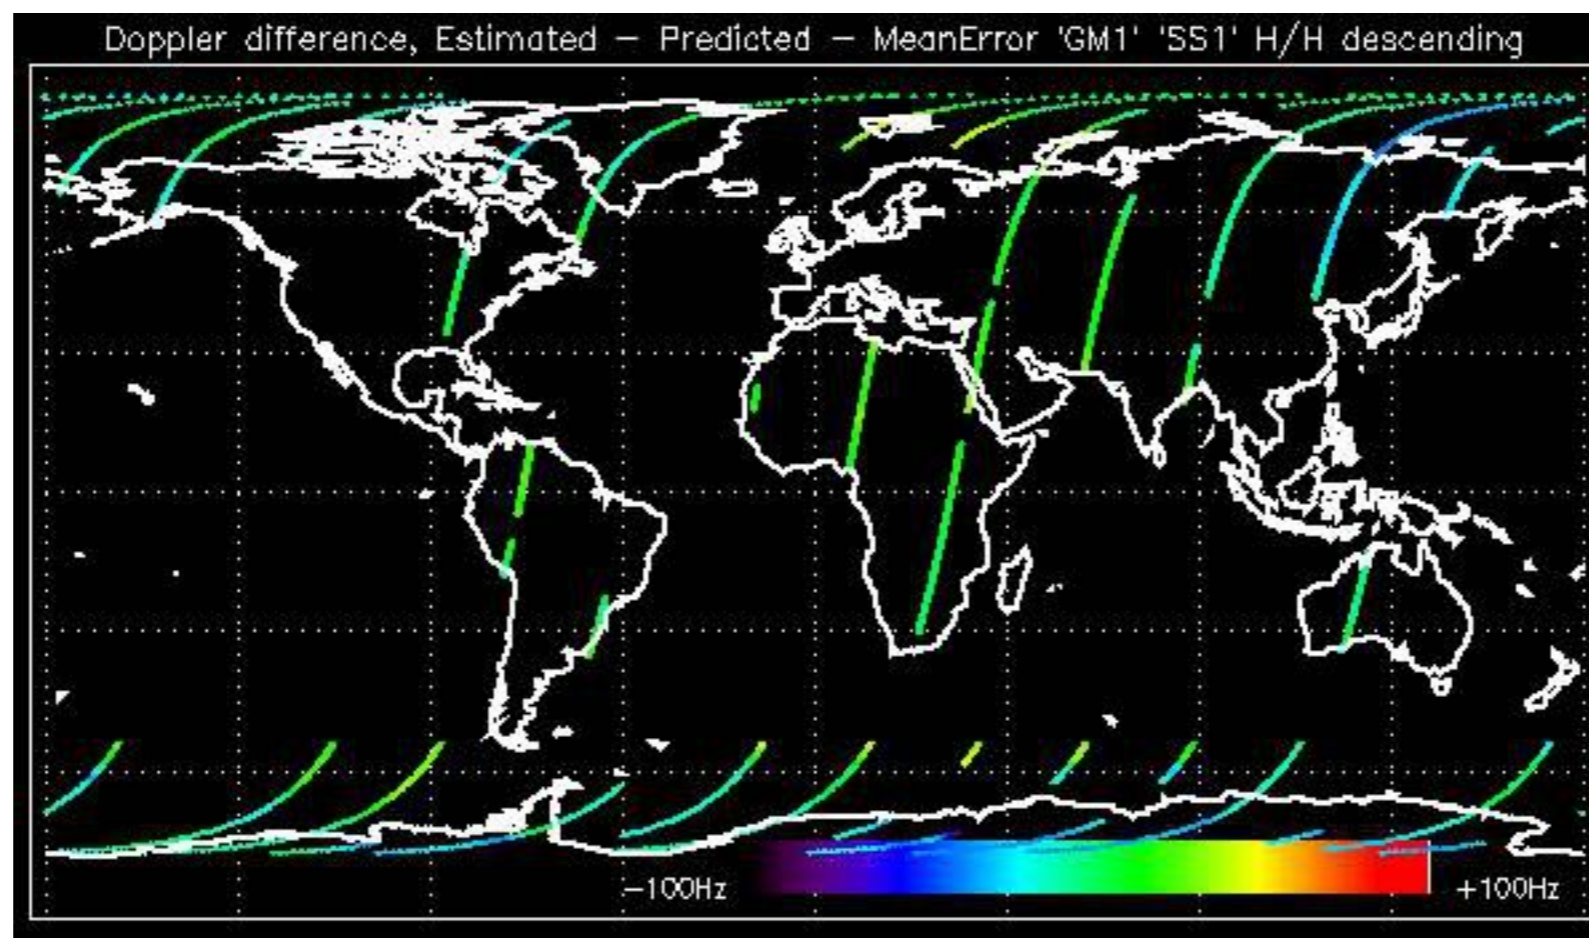 Doppler difference, Estimated – Predicted – MeanError 'GM1' 'SS1' H/H descending
–100Hz +100Hz